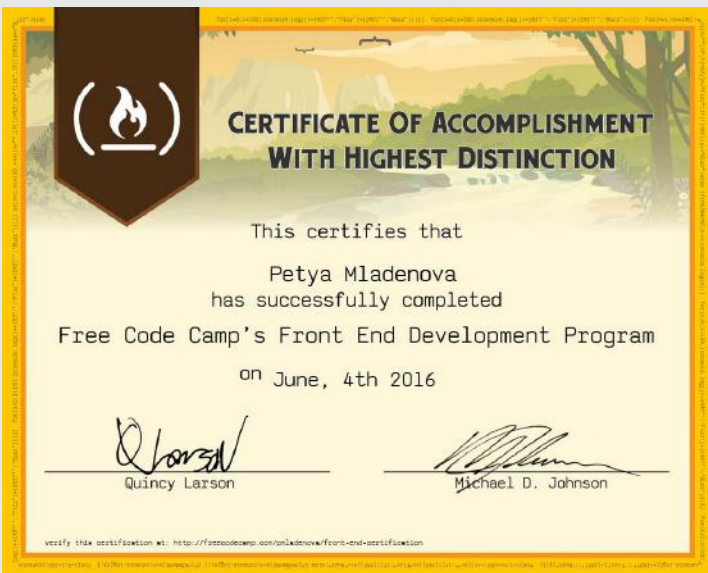 CERTIFICATE OF ACCOMPLISHMENT
WITH HIGHEST DISTINCTION
This certifies that
Petya Mladenova
has successfully completed
Free Code Camp's Front End Development Program
on June, 4th 2016
Quincy Larson
Michael D. Johnson
verify this certification at: http://freecodecamp.com/pmladenova/front-end-certification